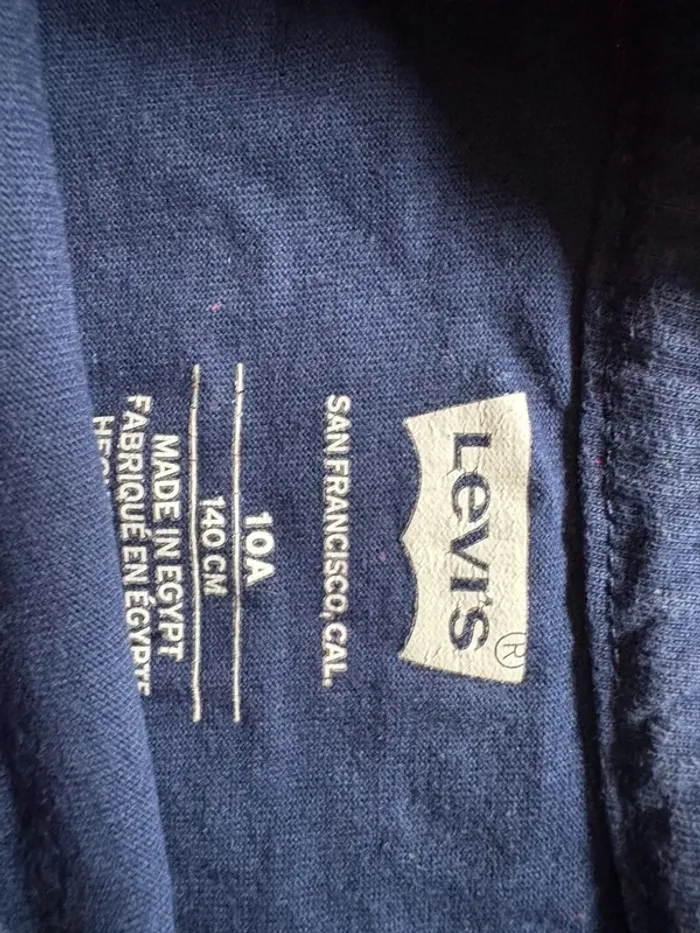 LEVI'S ®
SAN FRANCISCO, CAL.
10A
140 CM
MADE IN EGYPT
FABRIQUÉ EN ÉGYPTE